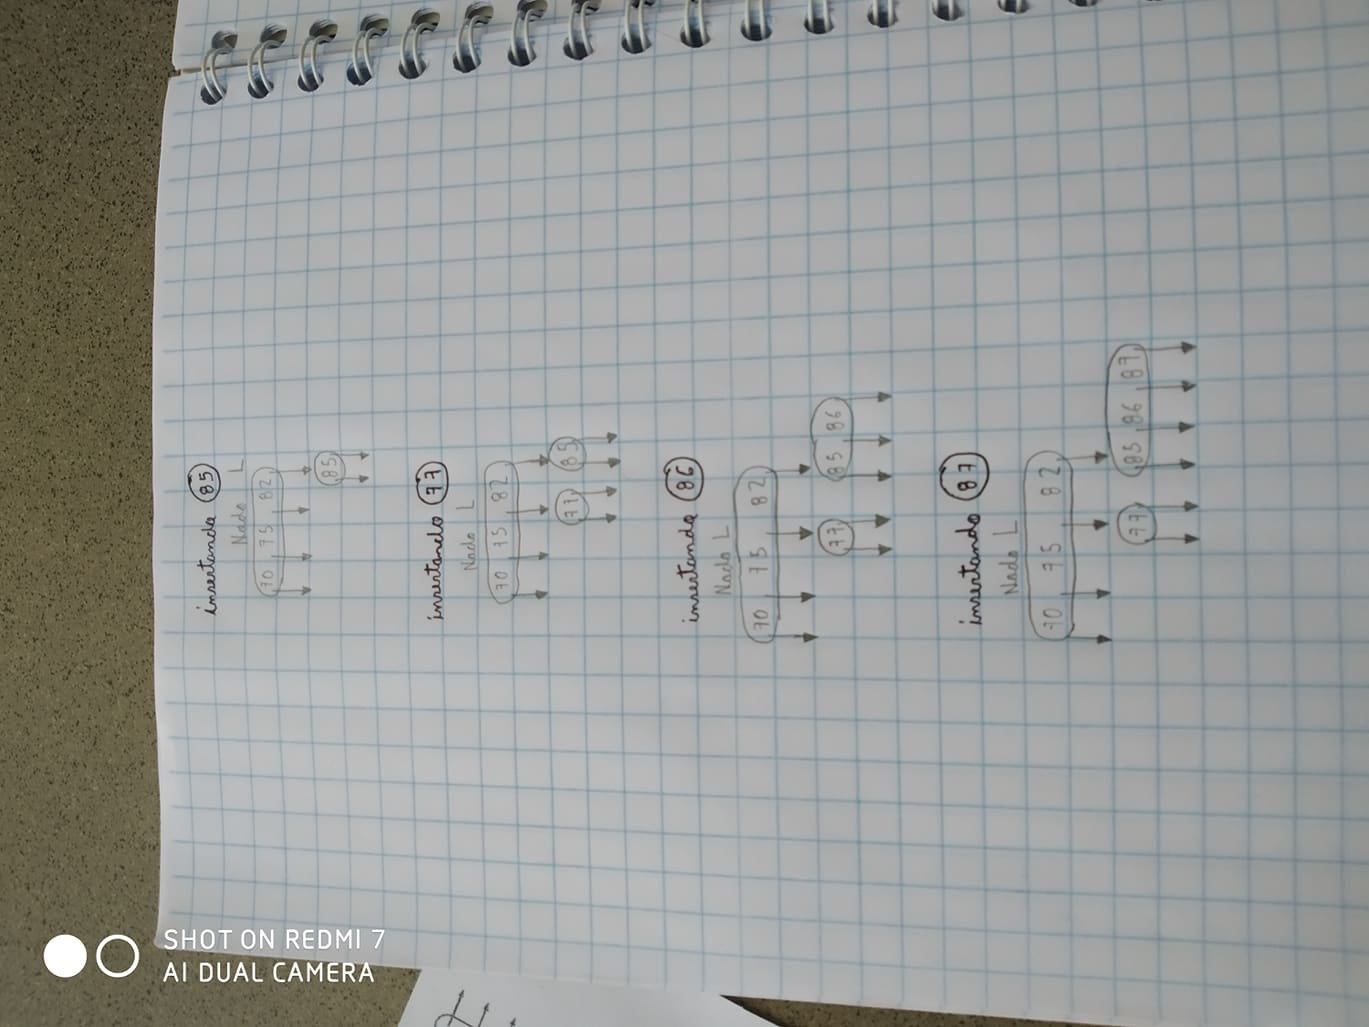 insertando 85
Nodo L
70 75 82
85
insertando 77
Nodo L
70 75 82
77 85
insertando 86
Nodo L
70 75 82
77 85 86
insertando 87
Nodo L
70 75 82
77 85 86 87
SHOT ON REDMI 7
AI DUAL CAMERA